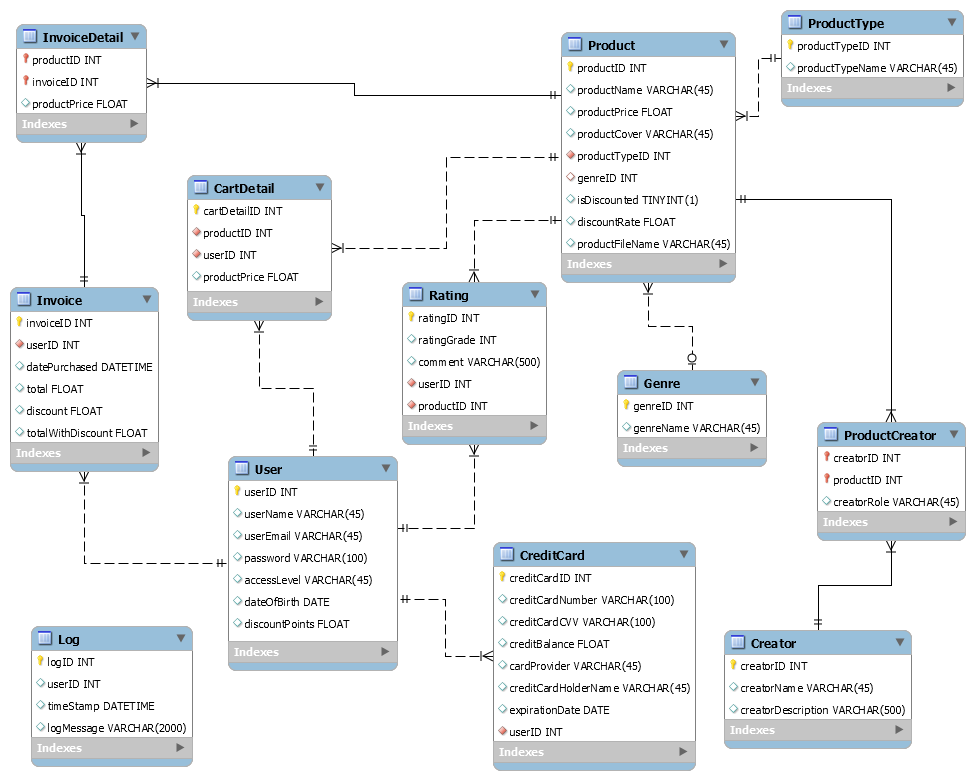 InvoiceDetail
productID INT
invoiceID INT
productPrice FLOAT
Indexes
Product
productID INT
productName VARCHAR(45)
productPrice FLOAT
productCover VARCHAR(45)
productTypeID INT
genreID INT
isDiscounted TINYINT(1)
discountRate FLOAT
productFileName VARCHAR(45)
Indexes
ProductType
productTypeID INT
productTypeName VARCHAR(45)
Indexes
CartDetail
cartDetailID INT
productID INT
userID INT
productPrice FLOAT
Indexes
Invoice
invoiceID INT
userID INT
datePurchased DATETIME
total FLOAT
discount FLOAT
totalWithDiscount FLOAT
Indexes
Rating
ratingID INT
ratingGrade INT
comment VARCHAR(500)
userID INT
productID INT
Indexes
Genre
genreID INT
genreName VARCHAR(45)
Indexes
ProductCreator
creatorID INT
productID INT
creatorRole VARCHAR(45)
Indexes
User
userID INT
userName VARCHAR(45)
userEmail VARCHAR(45)
password VARCHAR(100)
accessLevel VARCHAR(45)
dateOfBirth DATE
discountPoints FLOAT
Indexes
CreditCard
creditCardID INT
creditCardNumber VARCHAR(100)
creditCardCVV VARCHAR(100)
creditBalance FLOAT
cardProvider VARCHAR(45)
creditCardHolderName VARCHAR(45)
expirationDate DATE
userID INT
Indexes
Log
logID INT
userID INT
timeStamp DATETIME
logMessage VARCHAR(2000)
Indexes
Creator
creatorID INT
creatorName VARCHAR(45)
creatorDescription VARCHAR(500)
Indexes